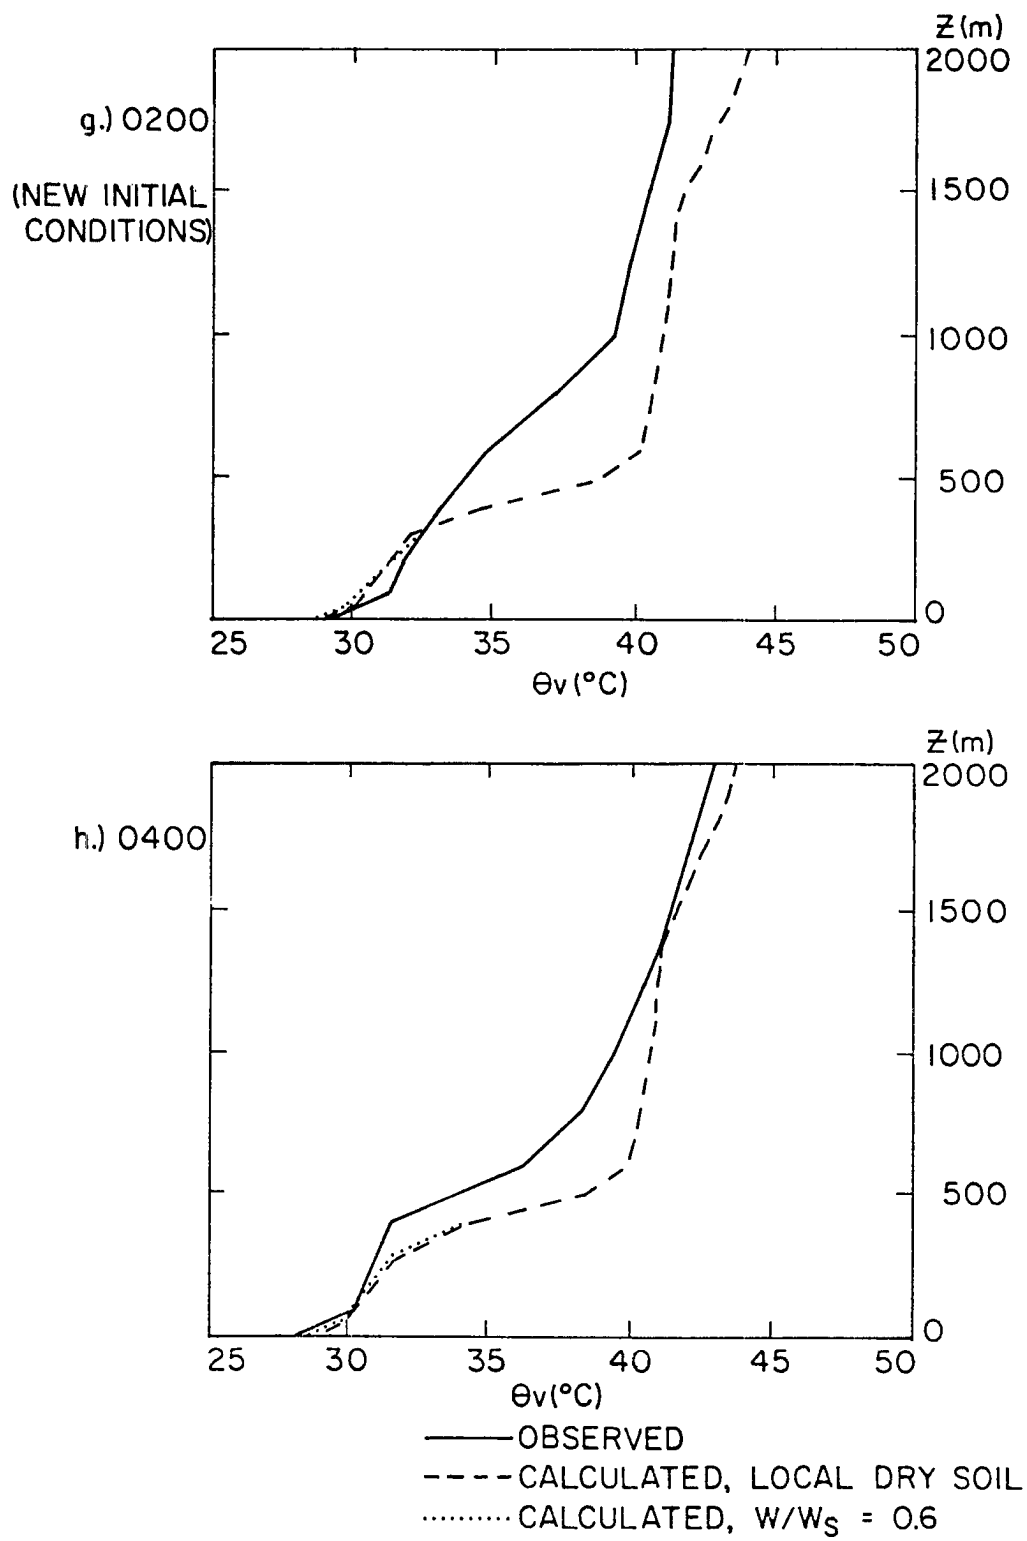 Z(m)
2000
g.) 0200
(NEW INITIAL
CONDITIONS)
1500
1000
500
0
25 30 35 40 45 50
θv(°C)
Z(m)
2000
h.) 0400
1500
1000
500
0
25 30 35 40 45 50
θv(°C)
OBSERVED
CALCULATED, LOCAL DRY SOIL
CALCULATED, W/WS = 0.6